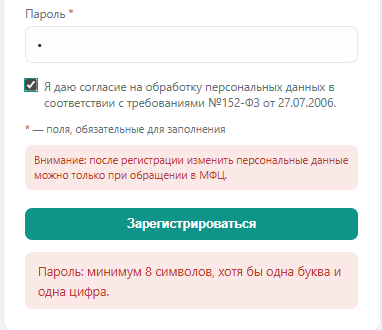 Пароль *
•
Я даю согласие на обработку персональных данных в
соответствии с требованиями №152-ФЗ от 27.07.2006.
* — поля, обязательные для заполнения
Внимание: после регистрации изменить персональные данные
можно только при обращении в МФЦ.
Зарегистрироваться
Пароль: минимум 8 символов, хотя бы одна буква и
одна цифра.